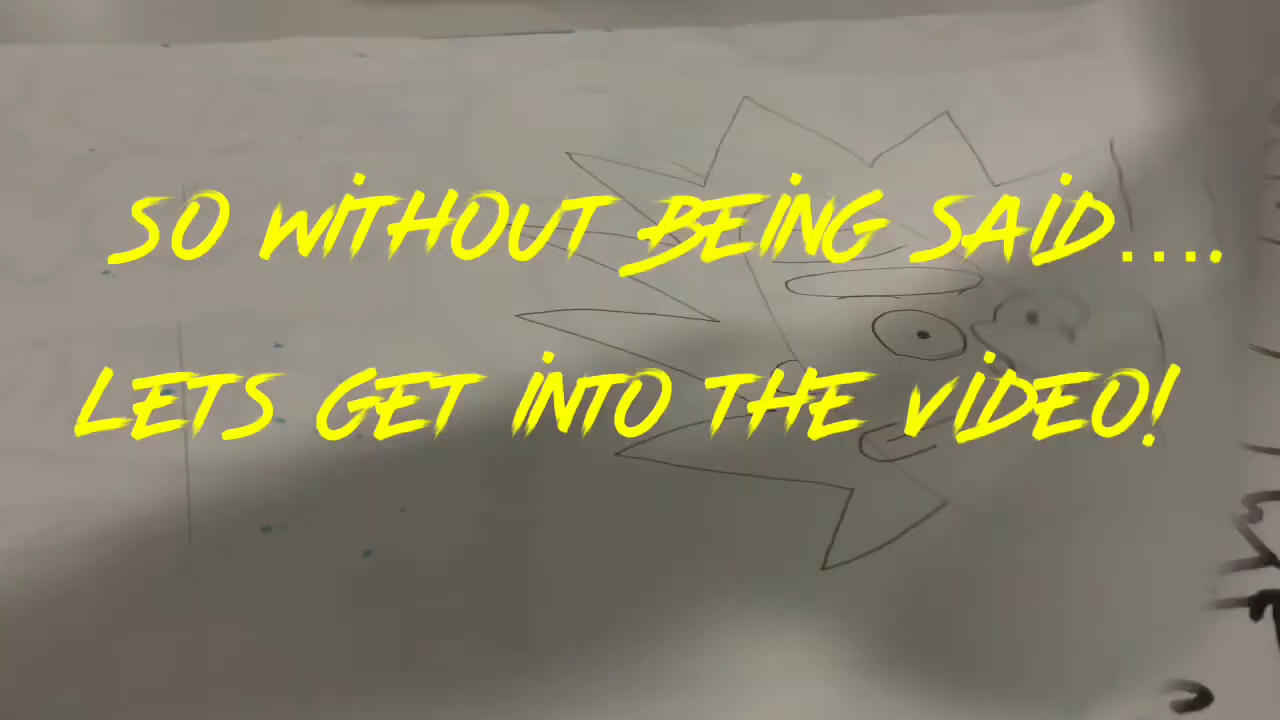 SO WITHOUT BEING SAID....
LETS GET INTO THE VIDEO!